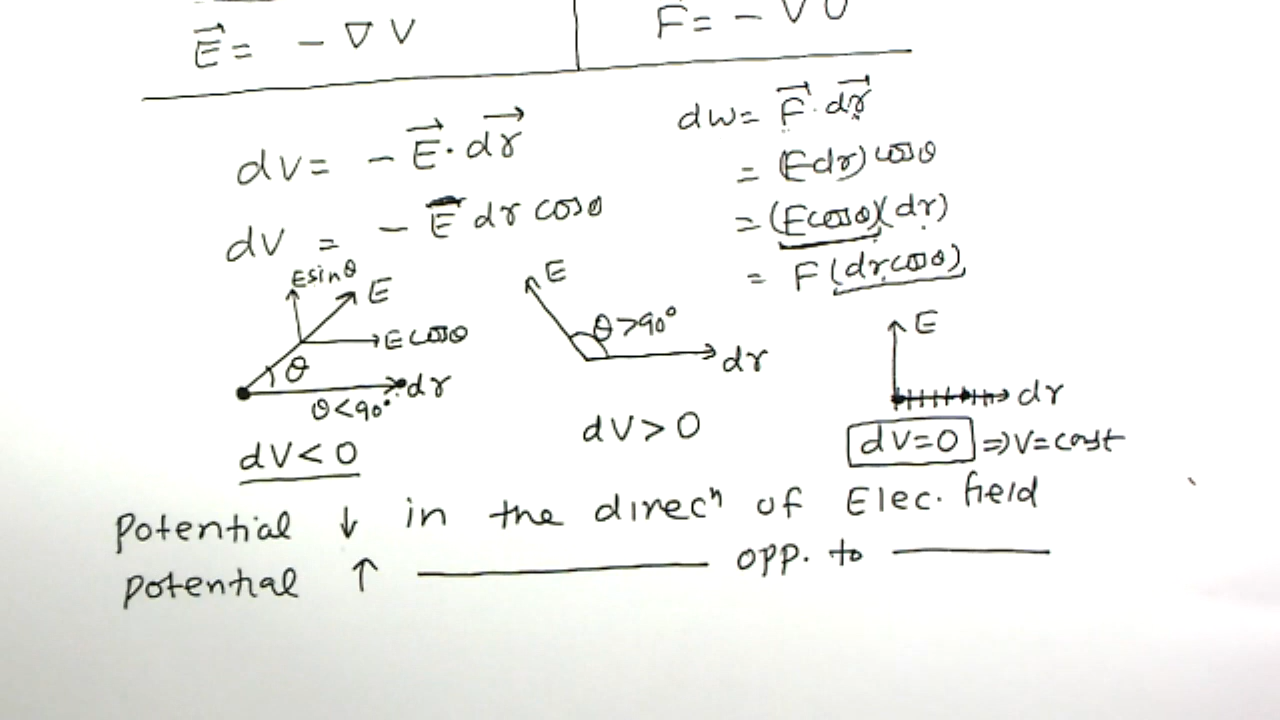 E⃗ = − ∇ V
F = − ∇ U
dV = − E⃗ · dr⃗
dV = − E dr cosθ
dw = F⃗ · dr⃗
= (F dr) cosθ
= (F cosθ)(dr)
= F (dr cosθ)
E sinθ
E
E cosθ
θ
dr
θ < 90°
dV < 0
E
θ > 90°
dr
dV > 0
E
dr
dV = 0 ⇒ V = const
Potential ↓ in the direcⁿ of Elec. field
Potential ↑ ———— opp. to ————